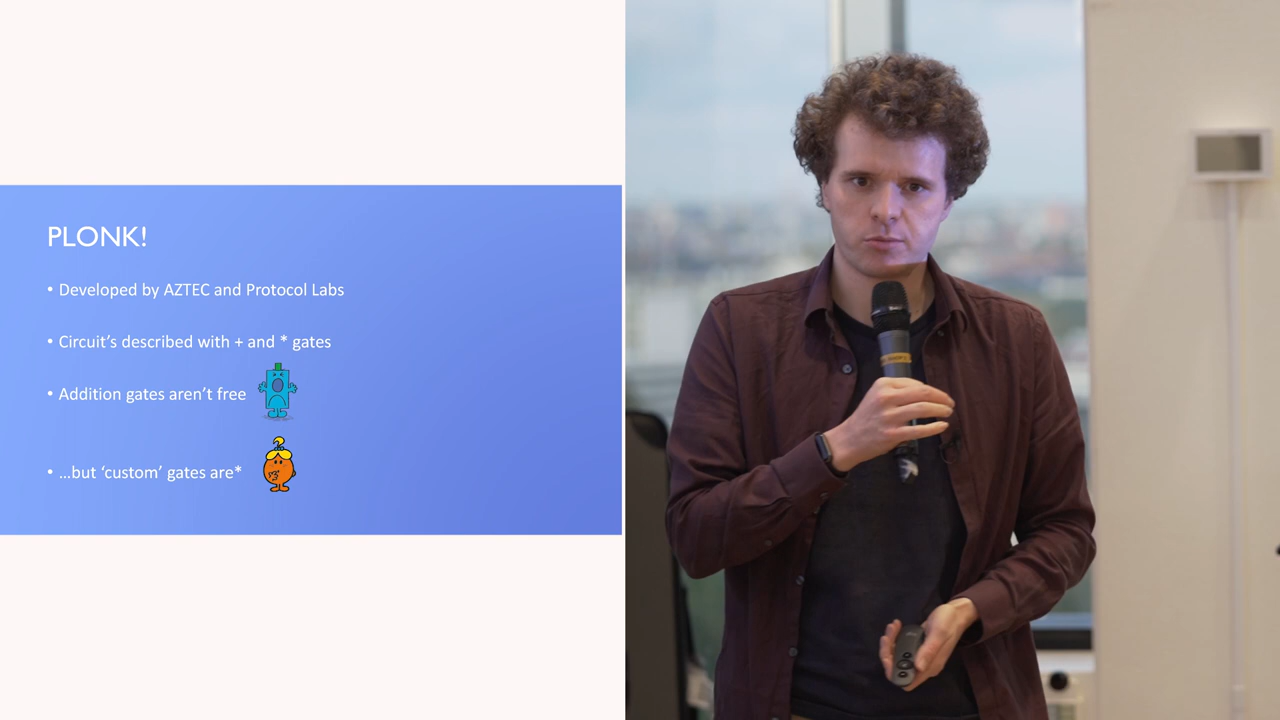 PLONK!
• Developed by AZTEC and Protocol Labs
• Circuit's described with + and * gates
• Addition gates aren't free
• ...but 'custom' gates are*